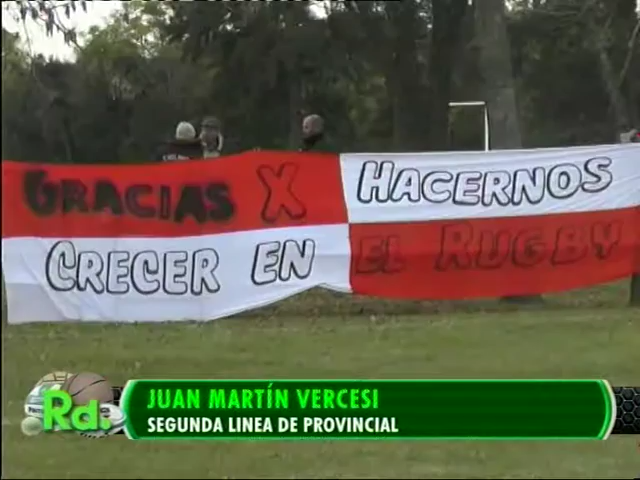 GRACIAS X HACERNOS
CRECER EN EL RUGBY
Rd.
JUAN MARTÍN VERCESI
SEGUNDA LINEA DE PROVINCIAL